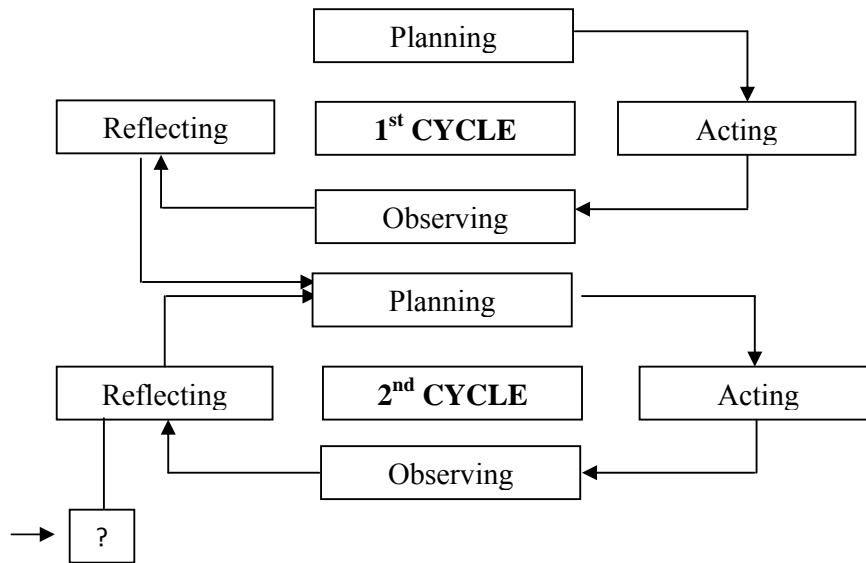 Planning
Reflecting
1st CYCLE
Acting
Observing
Planning
Reflecting
2nd CYCLE
Acting
Observing
?